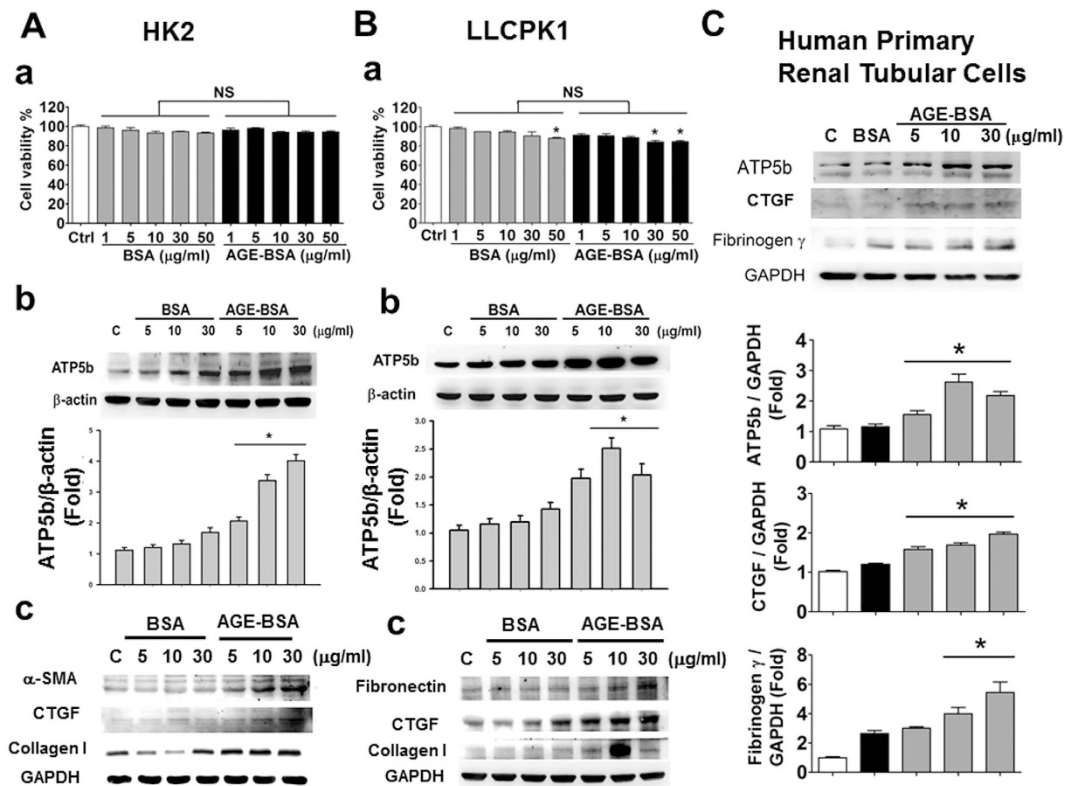 A
HK2
a
NS
Cell viability %
120
100
80
60
40
20
0
Ctrl 1 5 10 30 50 1 5 10 30 50
BSA (μg/ml) AGE-BSA (μg/ml)
b
BSA AGE-BSA
C 5 10 30 5 10 30 (μg/ml)
ATP5b
β-actin
ATP5b/β-actin
(Fold)
*
5
4
3
2
1
0
c
BSA AGE-BSA
C 5 10 30 5 10 30 (μg/ml)
α-SMA
CTGF
Collagen I
GAPDH
B
LLCPK1
a
NS
* * *
Cell viability %
120
100
80
60
40
20
0
Ctrl 1 5 10 30 50 1 5 10 30 50
BSA (μg/ml) AGE-BSA (μg/ml)
b
BSA AGE-BSA
C 5 10 30 5 10 30 (μg/ml)
ATP5b
β-actin
ATP5b/β-actin
(Fold)
*
3.0
2.5
2.0
1.5
1.0
0.5
0.0
c
BSA AGE-BSA
C 5 10 30 5 10 30 (μg/ml)
Fibronectin
CTGF
Collagen I
GAPDH
C
Human Primary
Renal Tubular Cells
AGE-BSA
C BSA 5 10 30 (μg/ml)
ATP5b
CTGF
Fibrinogen γ
GAPDH
ATP5b / GAPDH
(Fold)
*
4
3
2
1
0
CTGF / GAPDH
(Fold)
*
3
2
1
0
Fibrinogen γ /
GAPDH (Fold)
*
8
6
4
2
0